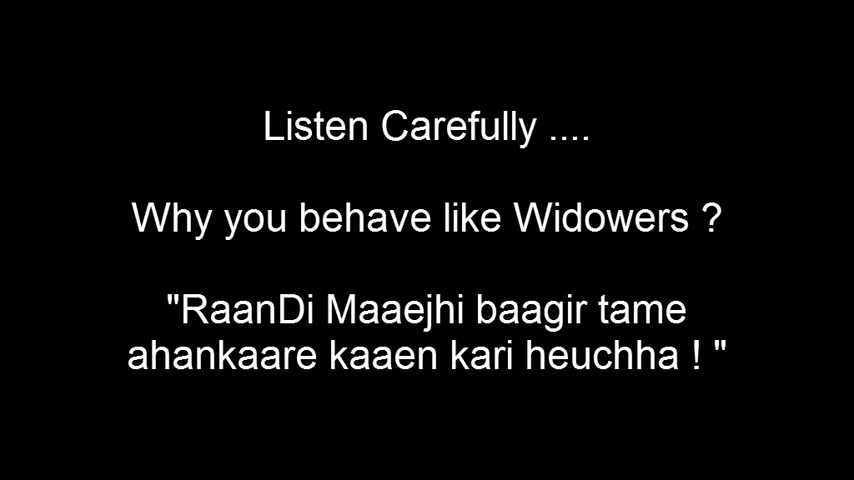 Listen Carefully ....
Why you behave like Widowers ?
"RaanDi Maaejhi baagir tame
ahankaare kaaen kari heuchha ! "